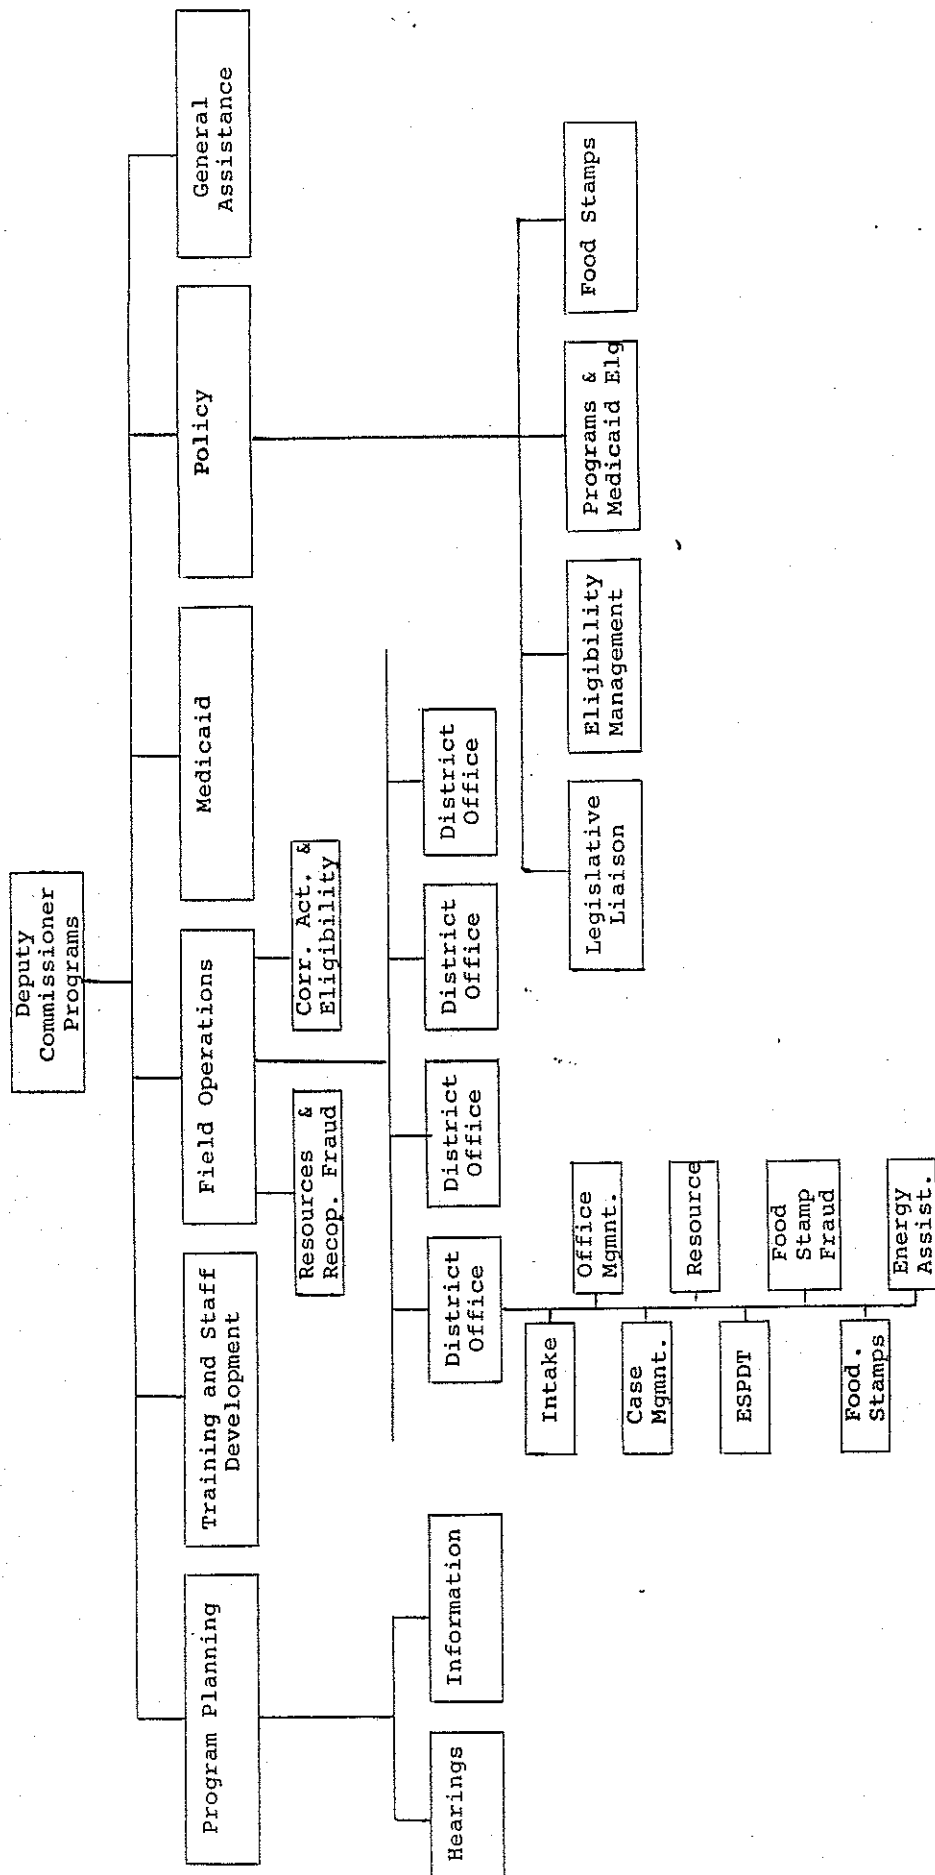 Deputy
Commissioner
Programs
Program Planning
Training and Staff
Development
Field Operations
Medicaid
Policy
General
Assistance
Resources &
Recop. Fraud
Corr. Act. &
Eligibility
Hearings
Information
District
Office
District
Office
District
Office
District
Office
Legislative
Liaison
Eligibility
Management
Programs &
Medicaid Elg
Food Stamps
Intake
Office
Mgmnt.
Case
Mgmnt.
Resource
ESPDT
Food
Stamp
Fraud
Food.
Stamps
Energy
Assist.